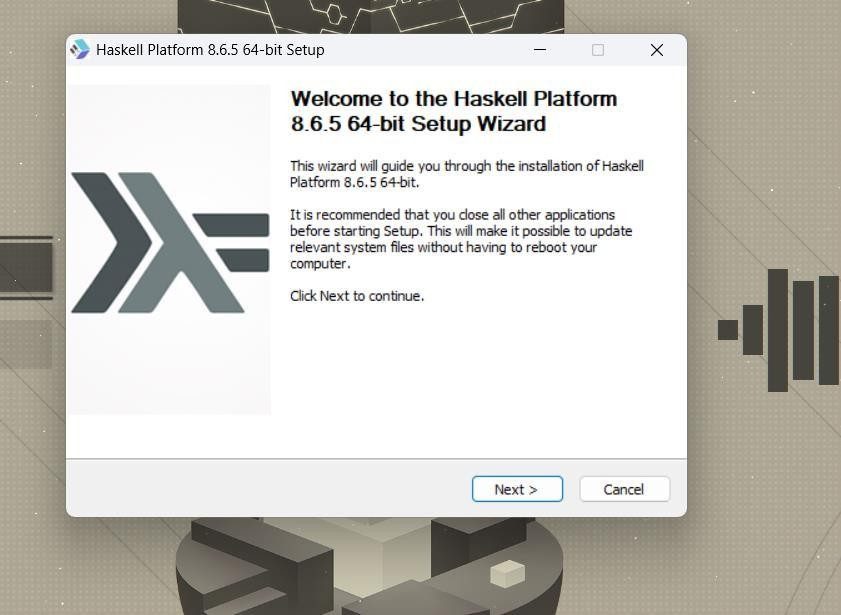 Haskell Platform 8.6.5 64-bit Setup
Welcome to the Haskell Platform
8.6.5 64-bit Setup Wizard
This wizard will guide you through the installation of Haskell
Platform 8.6.5 64-bit.
It is recommended that you close all other applications
before starting Setup. This will make it possible to update
relevant system files without having to reboot your
computer.
Click Next to continue.
Next >
Cancel